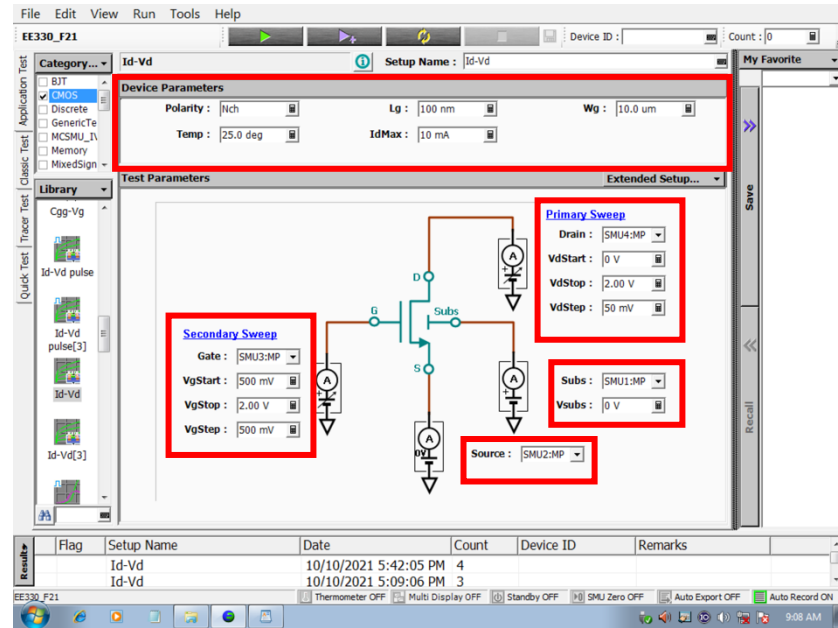 File Edit View Run Tools Help
EE330_F21 Device ID : Count : 0
Category... Id-Vd Setup Name : Id-Vd My Favorite
Application Test
Classic Test
Tracer Test
Quick Test
BJT
CMOS
Discrete
GenericTe
MCSMU_I\
Memory
MixedSign
Device Parameters
Polarity : Nch Lg : 100 nm Wg : 10.0 um
Temp : 25.0 deg IdMax : 10 mA
Library
Cgg-Vg
Id-Vd pulse
Id-Vd
pulse[3]
Id-Vd
Id-Vd[3]
Test Parameters Extended Setup...
Primary Sweep
Drain : SMU4:MP
VdStart : 0 V
VdStop : 2.00 V
VdStep : 50 mV
A
D
G
Subs
S
A
A
A
0V
Secondary Sweep
Gate : SMU3:MP
VgStart : 500 mV
VgStop : 2.00 V
VgStep : 500 mV
Subs : SMU1:MP
Vsubs : 0 V
Source : SMU2:MP
Save
Recall
Results
Flag Setup Name Date Count Device ID Remarks
Id-Vd 10/10/2021 5:42:05 PM 4
Id-Vd 10/10/2021 5:09:06 PM 3
EE330_F21 Thermometer OFF Multi Display OFF Standby OFF SMU Zero OFF Auto Export OFF Auto Record ON
9:08 AM